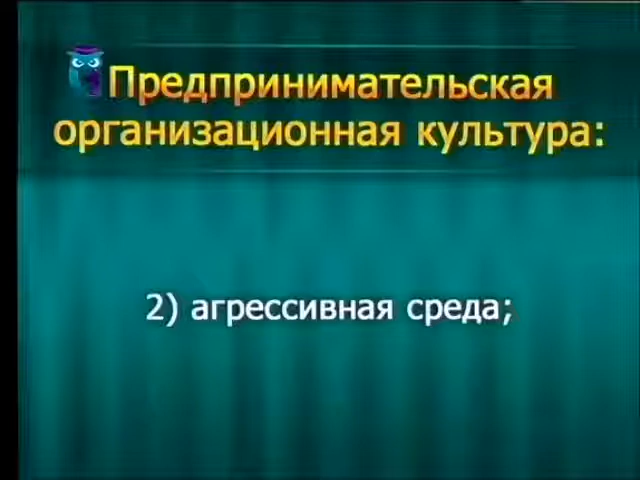 Предпринимательская
организационная культура:
2) агрессивная среда;